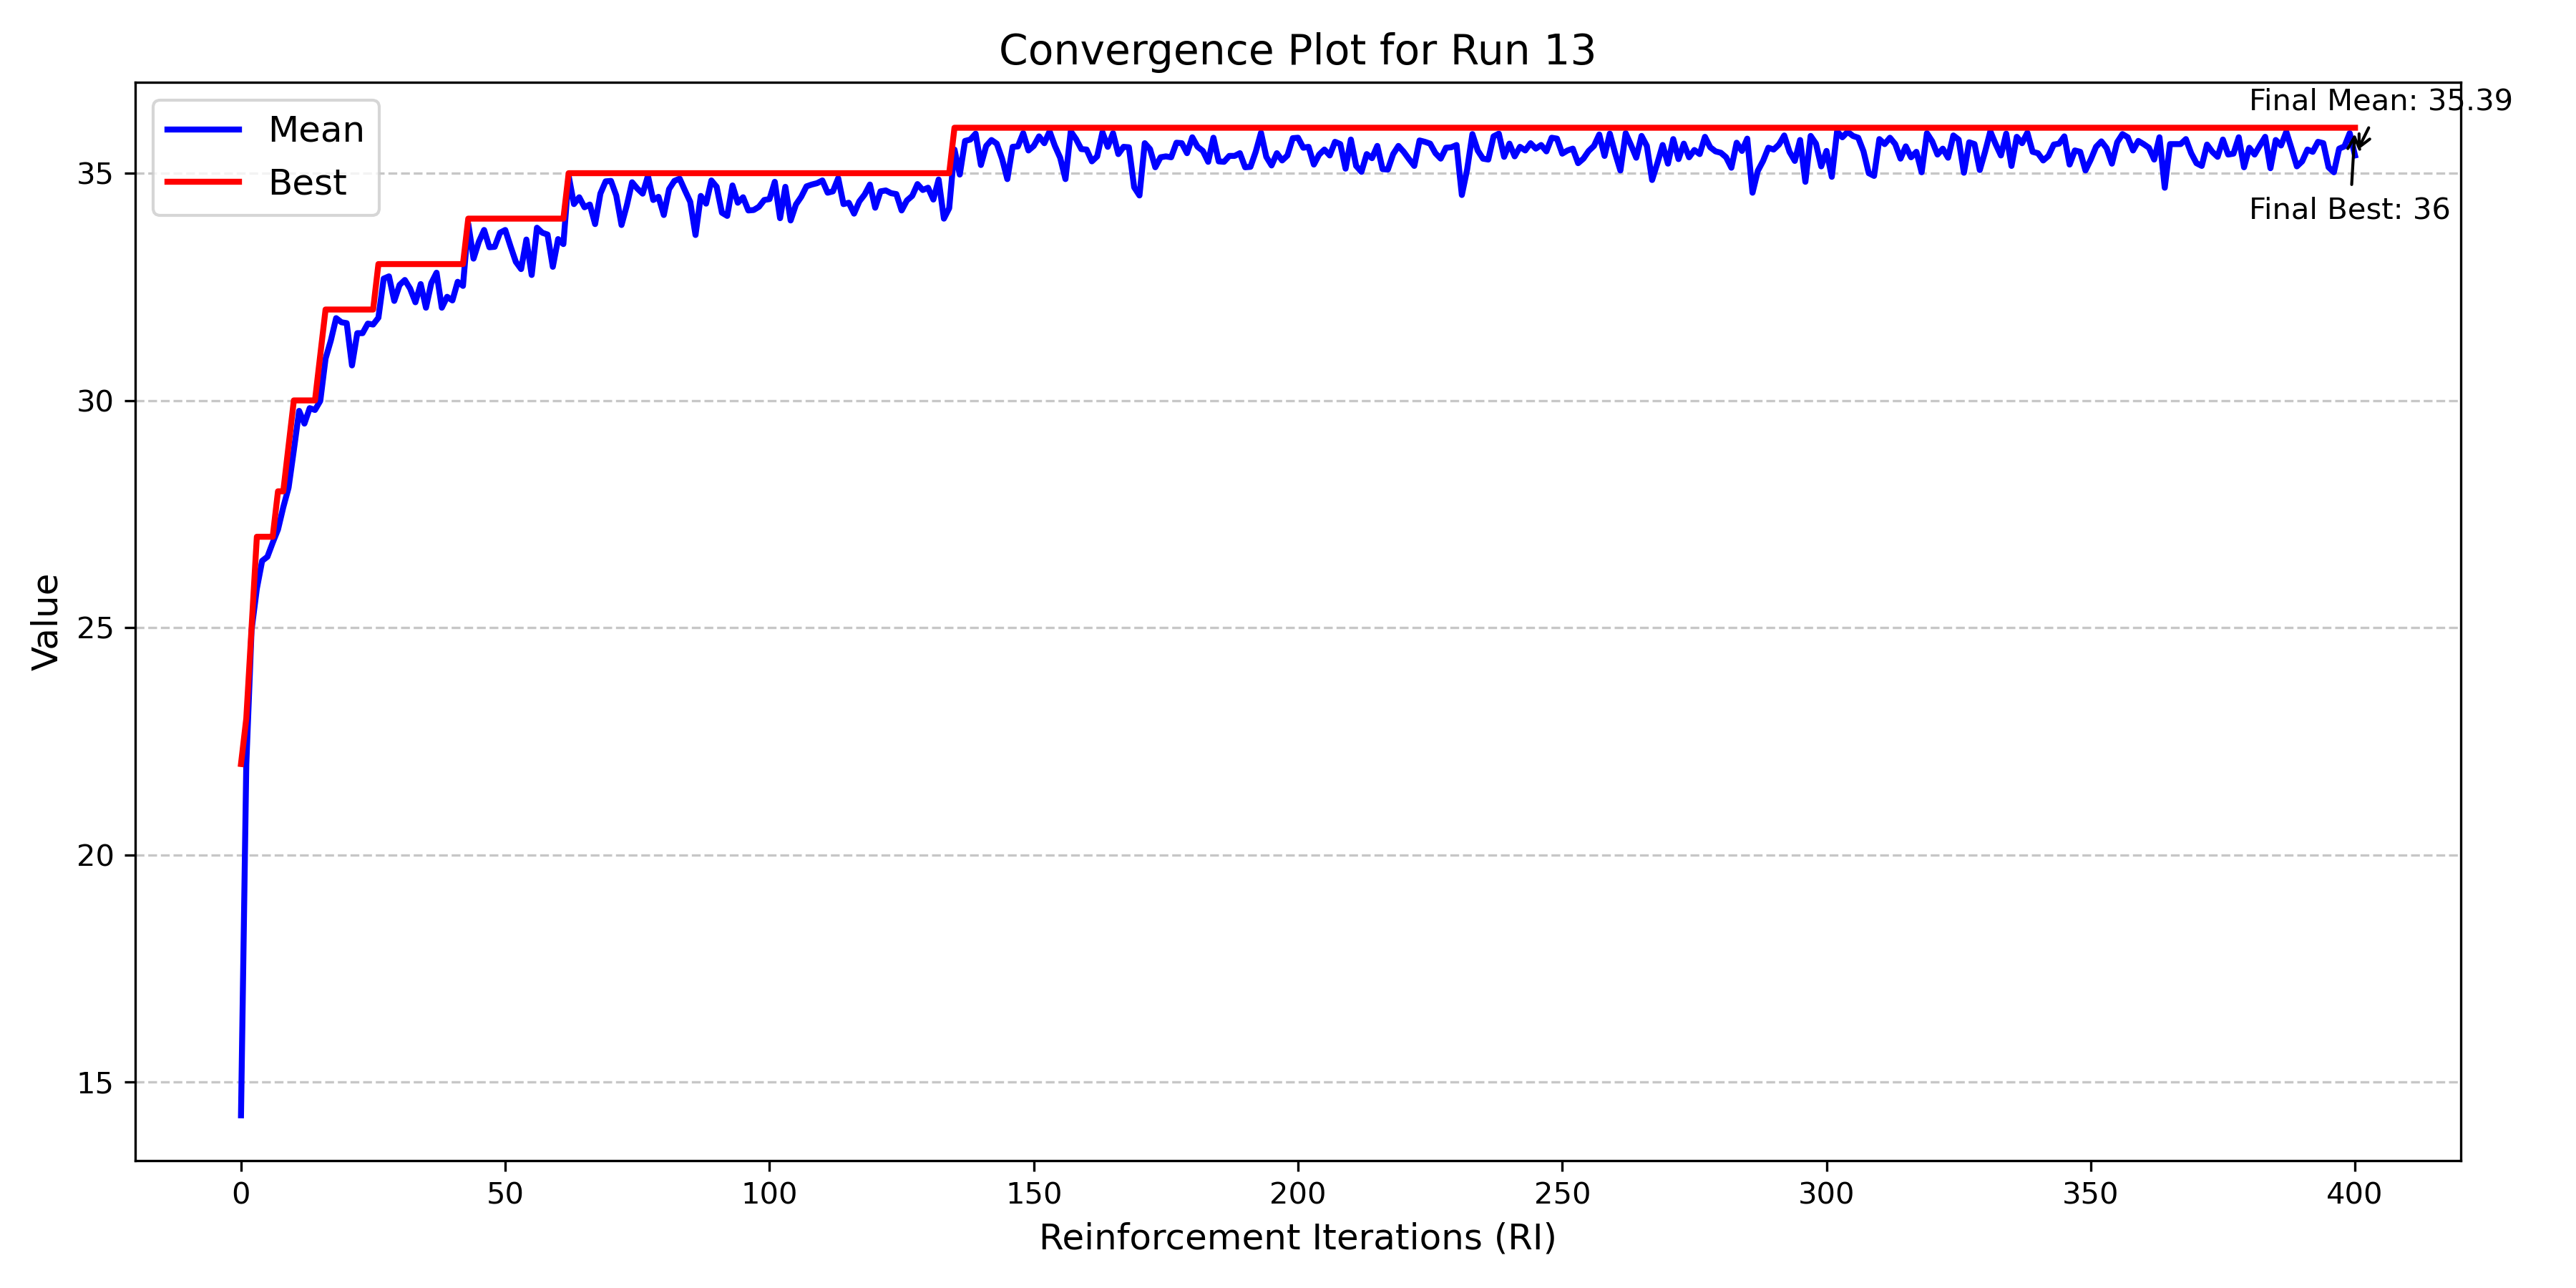 Convergence Plot for Run 13
Mean
Best
Final Mean: 35.39
Final Best: 36
35
30
25
20
15
Value
0 50 100 150 200 250 300 350 400
Reinforcement Iterations (RI)